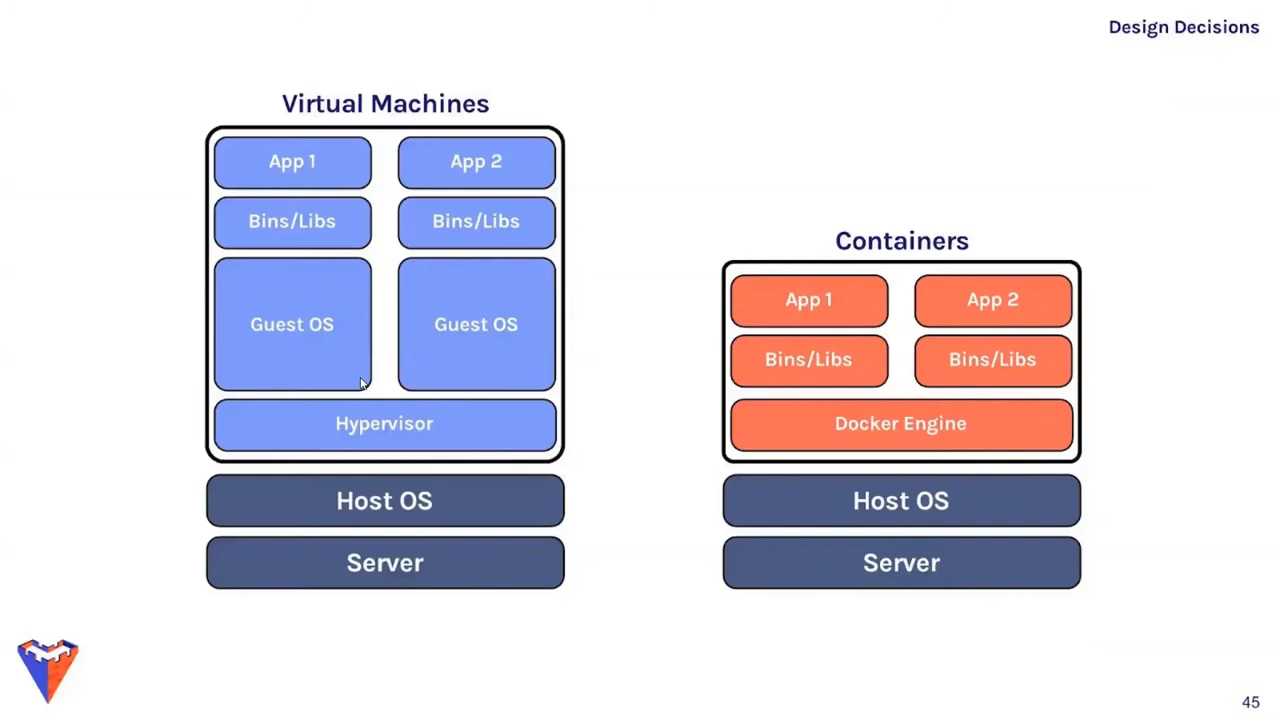 Design Decisions
Virtual Machines
App 1
App 2
Bins/Libs
Bins/Libs
Guest OS
Guest OS
Hypervisor
Host OS
Server
Containers
App 1
App 2
Bins/Libs
Bins/Libs
Docker Engine
Host OS
Server
45